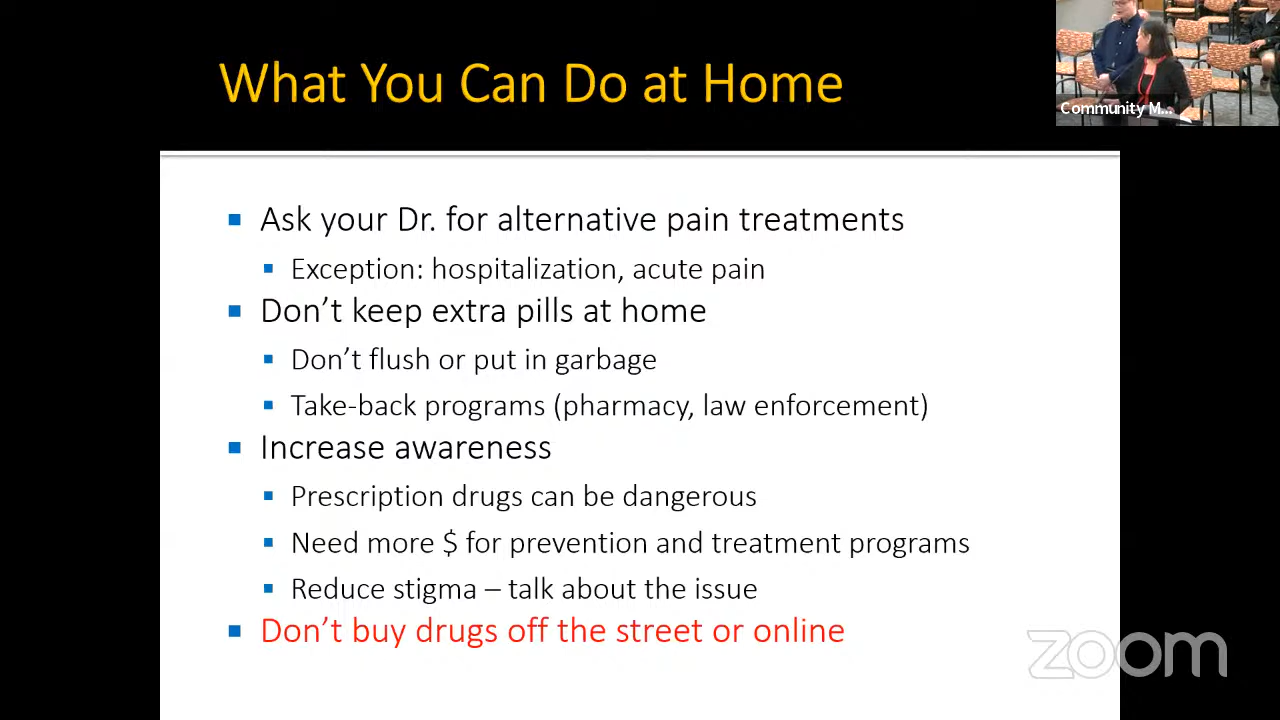 What You Can Do at Home
Community M...
Ask your Dr. for alternative pain treatments
Exception: hospitalization, acute pain
Don’t keep extra pills at home
Don’t flush or put in garbage
Take-back programs (pharmacy, law enforcement)
Increase awareness
Prescription drugs can be dangerous
Need more $ for prevention and treatment programs
Reduce stigma – talk about the issue
Don’t buy drugs off the street or online
zoom